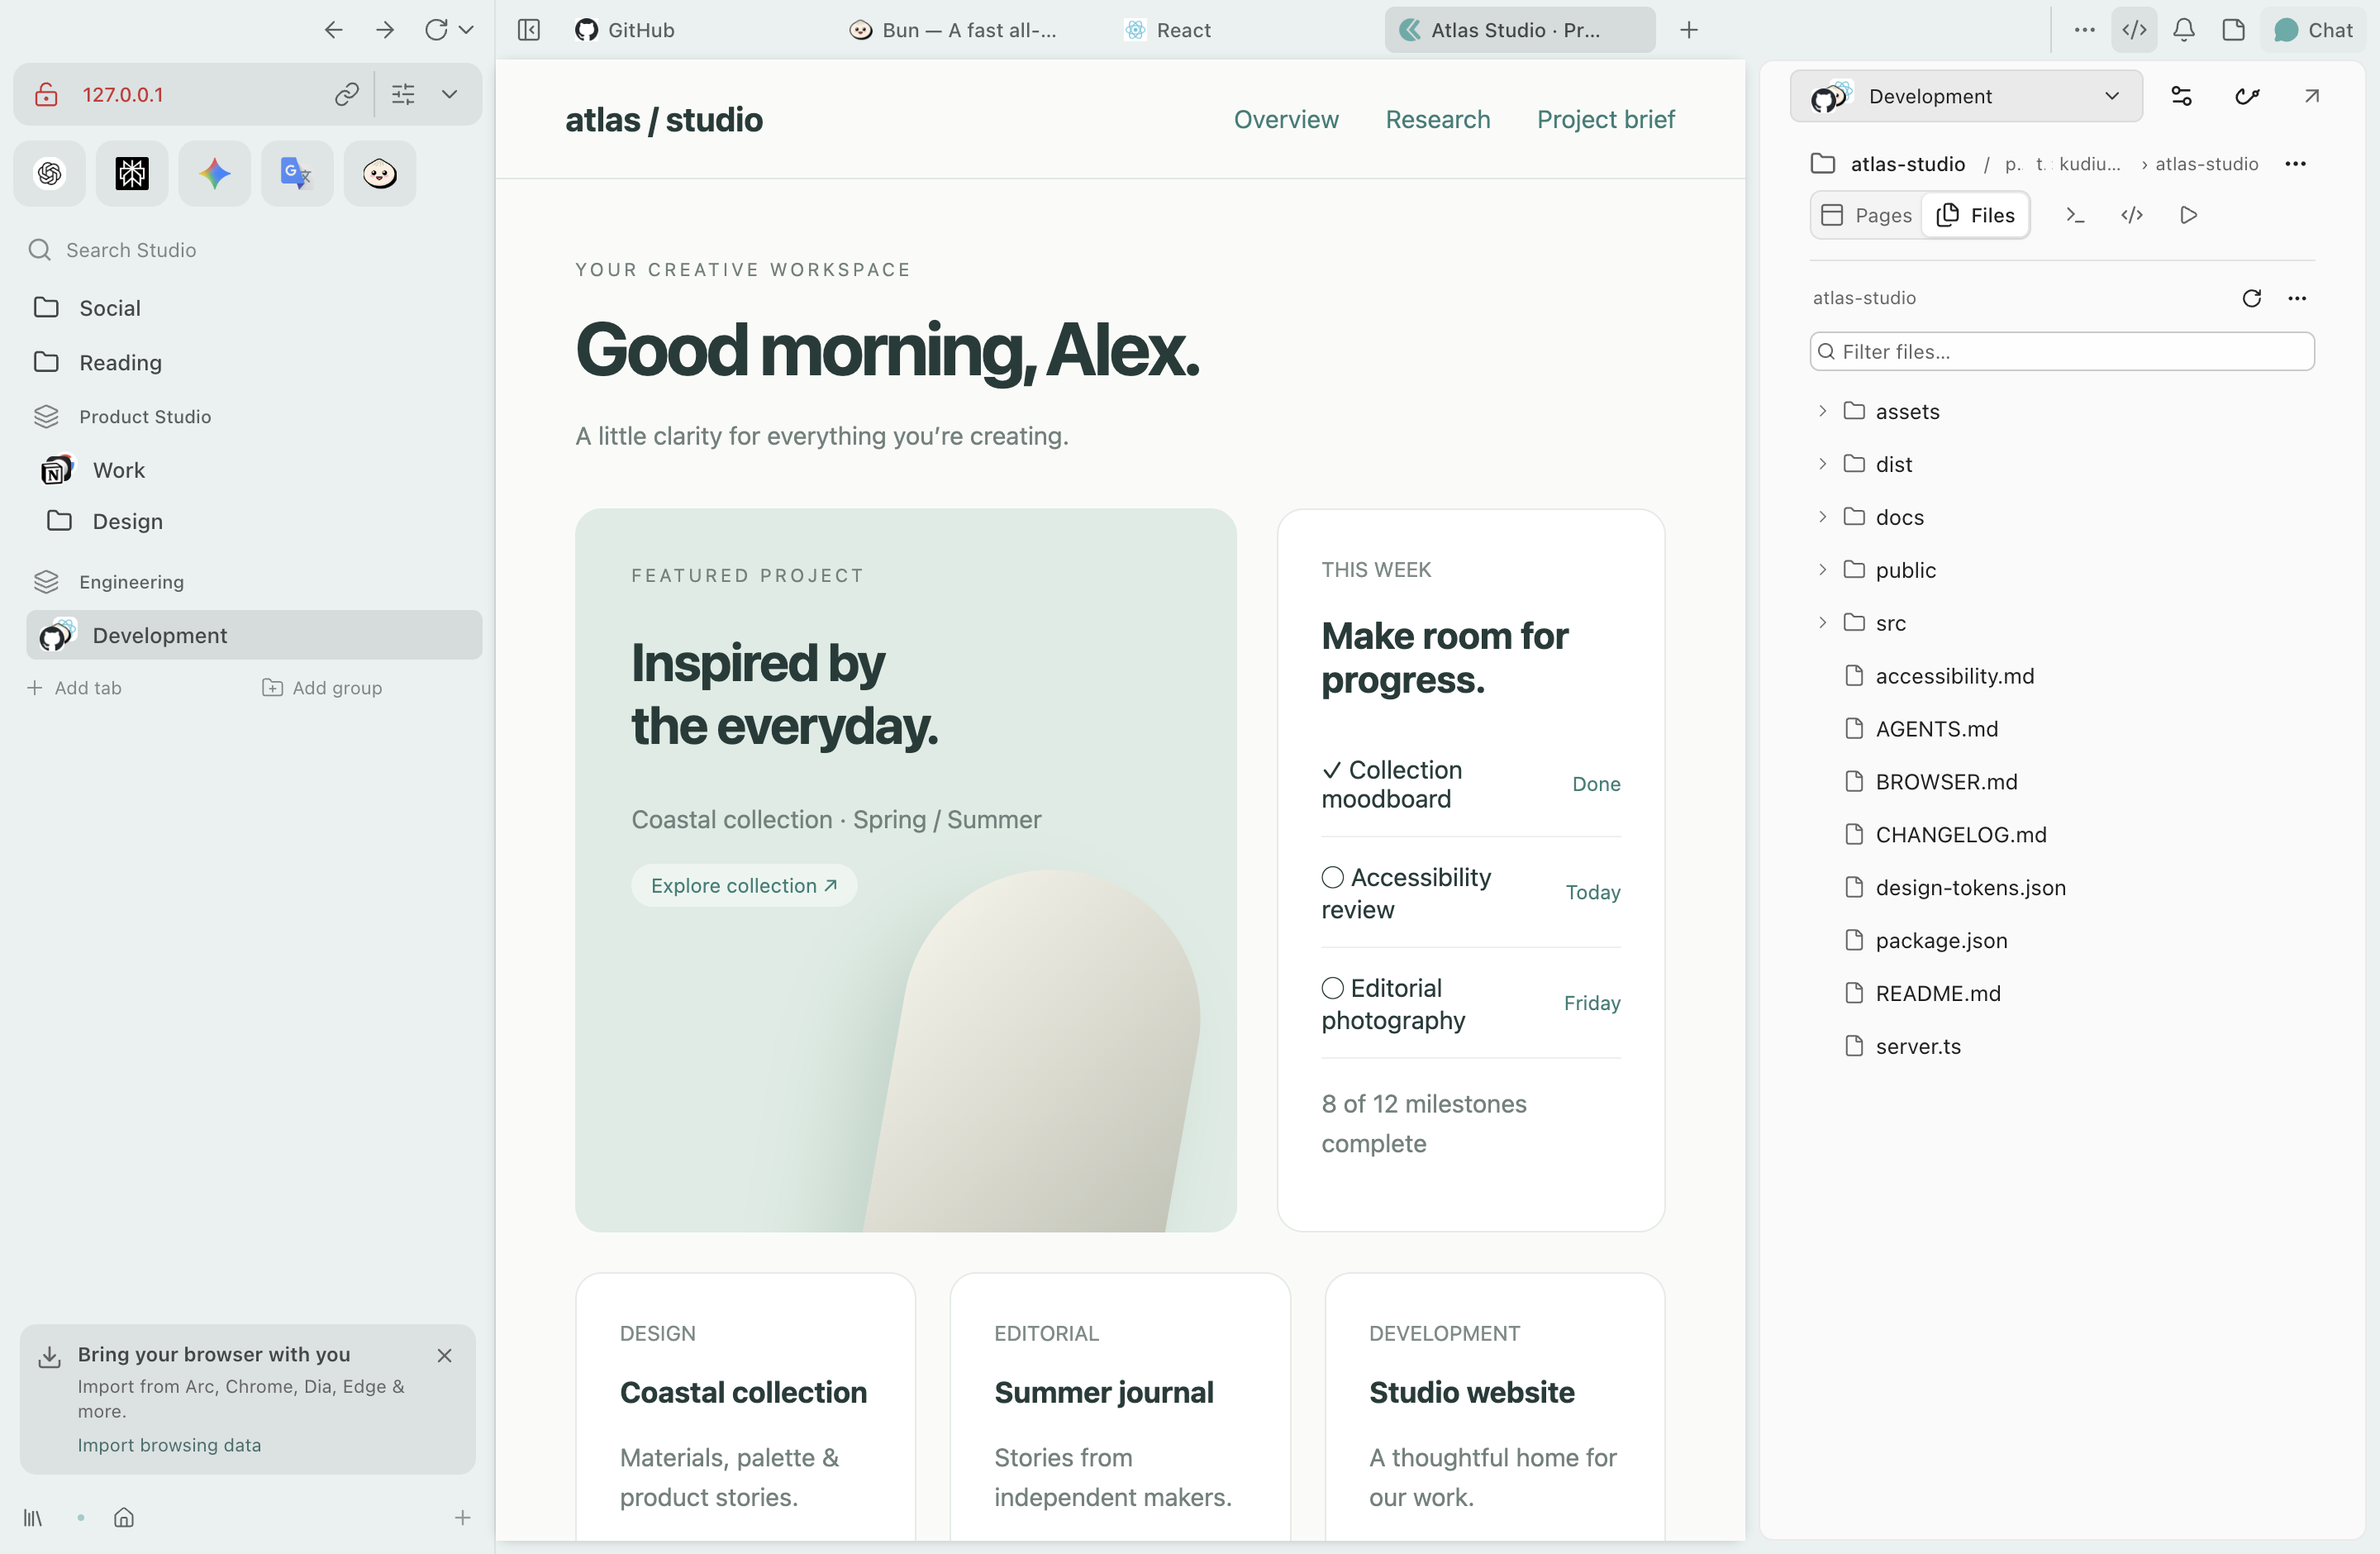 GitHub
Bun — A fast all-...
React
Atlas Studio · Pr...
Chat
127.0.0.1
Search Studio
Social
Reading
Product Studio
Work
Design
Engineering
Development
Add tab
Add group
Bring your browser with you
Import from Arc, Chrome, Dia, Edge &
more.
Import browsing data
atlas / studio
Overview
Research
Project brief
YOUR CREATIVE WORKSPACE
Good morning, Alex.
A little clarity for everything you’re creating.
FEATURED PROJECT
Inspired by
the everyday.
Coastal collection · Spring / Summer
Explore collection ↗
THIS WEEK
Make room for
progress.
✓ Collection
moodboard
Done
○ Accessibility
review
Today
○ Editorial
photography
Friday
8 of 12 milestones
complete
DESIGN
Coastal collection
Materials, palette &
product stories.
EDITORIAL
Summer journal
Stories from
independent makers.
DEVELOPMENT
Studio website
A thoughtful home for
our work.
Development
atlas-studio / p. t. kudiu... › atlas-studio
Pages
Files
atlas-studio
Filter files...
assets
dist
docs
public
src
accessibility.md
AGENTS.md
BROWSER.md
CHANGELOG.md
design-tokens.json
package.json
README.md
server.ts